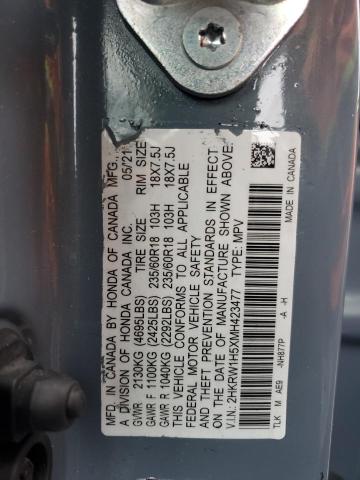 MFD. IN CANADA BY HONDA OF CANADA MFG., 05/21
A DIVISION OF HONDA CANADA INC.
TIRE SIZE RIM SIZE
GVWR 2130KG (4695LBS)
GAWR F 1100KG (2425LBS) 235/60R18 103H 18X7.5J
GAWR R 1040KG (2292LBS) 235/60R18 103H 18X7.5J
THIS VEHICLE CONFORMS TO ALL APPLICABLE
FEDERAL MOTOR VEHICLE SAFETY
AND THEFT PREVENTION STANDARDS IN EFFECT
ON THE DATE OF MANUFACTURE SHOWN ABOVE.
2HKRW1H5XMH423477 TYPE: MPV
-NH877P -A -H MADE IN CANADA
TLK M AE9